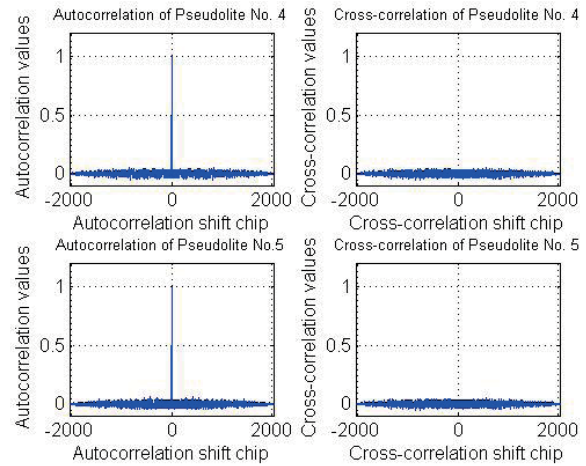 Autocorrelation of Pseudolite No. 4
Cross-correlation of Pseudolite No. 4
Autocorrelation values
1
0.5
0
-2000 0 2000
Autocorrelation shift chip
Cross-correlation values
1
0.5
0
-2000 0 2000
Cross-correlation shift chip
Autocorrelation of Pseudolite No.5
Cross-correlation of Pseudolite No. 5
Autocorrelation values
1
0.5
0
-2000 0 2000
Autocorrelation shift chip
Cross-correlation values
1
0.5
0
-2000 0 2000
Cross-correlation shift chip